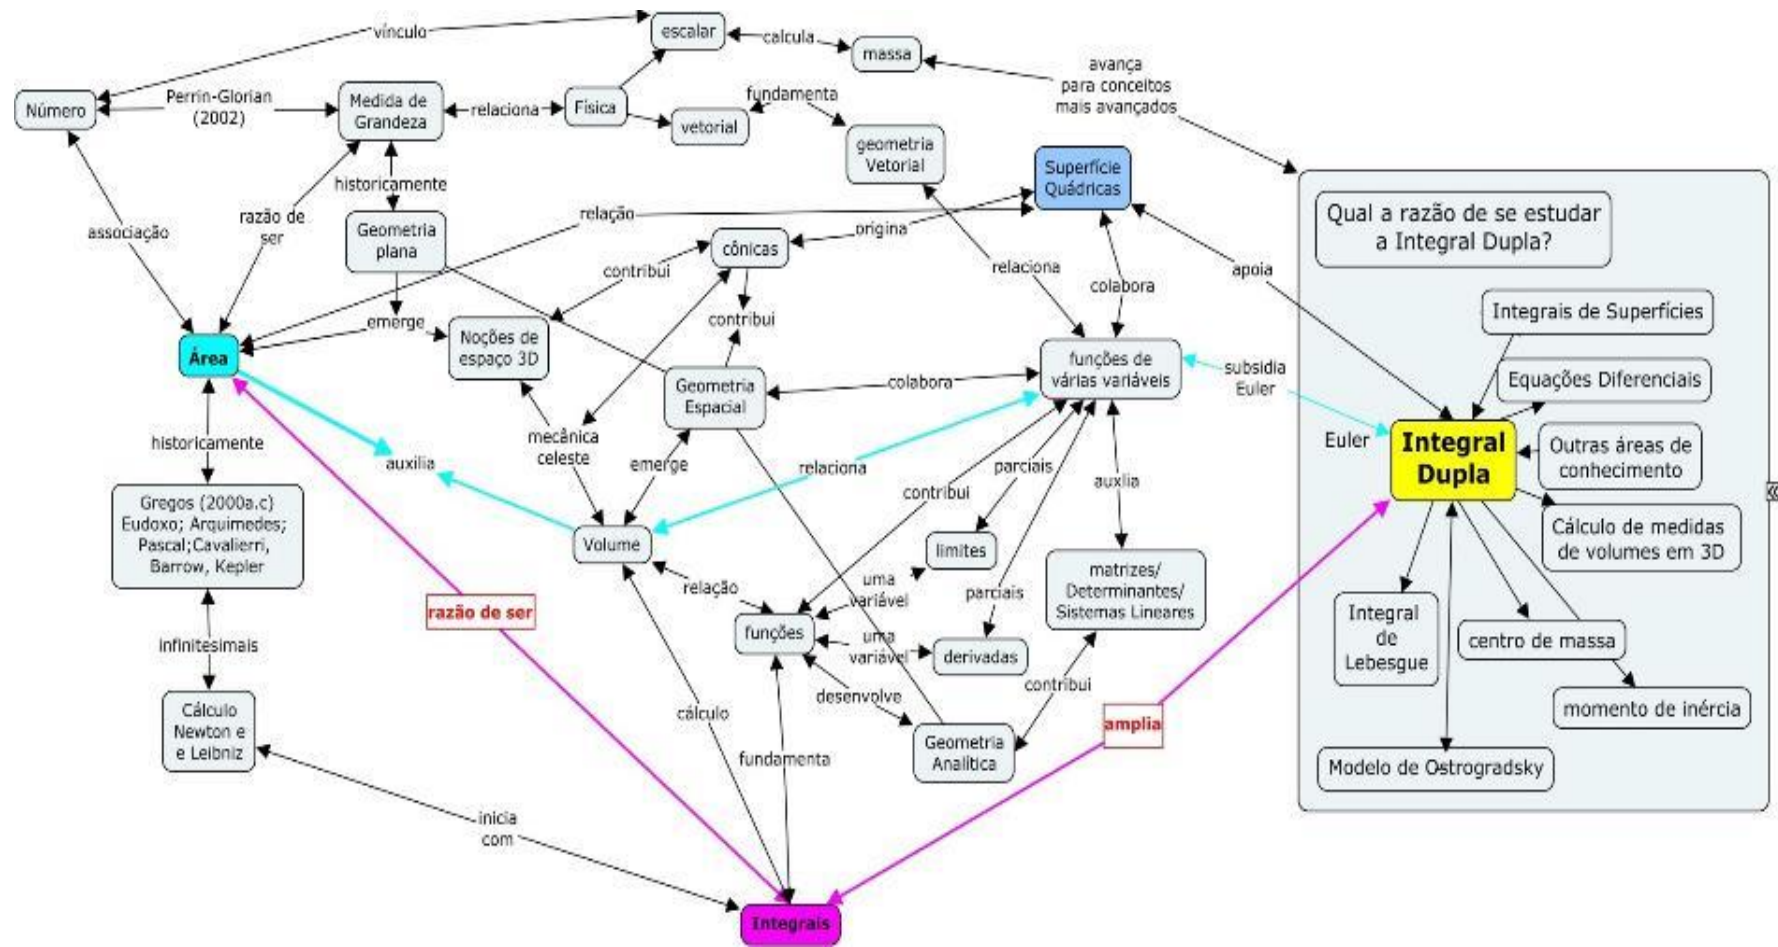 vínculo
escalar
calcula
massa
avança
para conceitos
mais avançados
Número
Perrin-Glorian
(2002)
Medida de
Grandeza
relaciona
Física
vetorial
fundamenta
geometria
Vetorial
Superfície
Quádricas
historicamente
associação
razão de
ser
Geometria
plana
relação
cônicas
origina
contribui
relaciona
colabora
apoia
emerge
Noções de
espaço 3D
contribui
Área
Geometria
Espacial
colabora
funções de
várias variáveis
subsidia
Euler
historicamente
auxilia
mecânica
celeste
emerge
relaciona
parciais
contribui
auxlia
Gregos (2000a.c)
Eudoxo; Arquimedes;
Pascal;Cavalierri,
Barrow, Kepler
Volume
limites
matrizes/
Determinantes/
Sistemas Lineares
relação
uma
variável
parciais
razão de ser
funções
uma
variável
derivadas
infinitesimais
contribui
desenvolve
Cálculo
Newton e
e Leibniz
cálculo
fundamenta
Geometria
Analítica
amplia
inicia
com
Integrais
Qual a razão de se estudar
a Integral Dupla?
Integrais de Superfícies
Equações Diferenciais
Euler
Integral
Dupla
Outras áreas de
conhecimento
Cálculo de medidas
de volumes em 3D
Integral
de
Lebesgue
centro de massa
momento de inércia
Modelo de Ostrogradsky